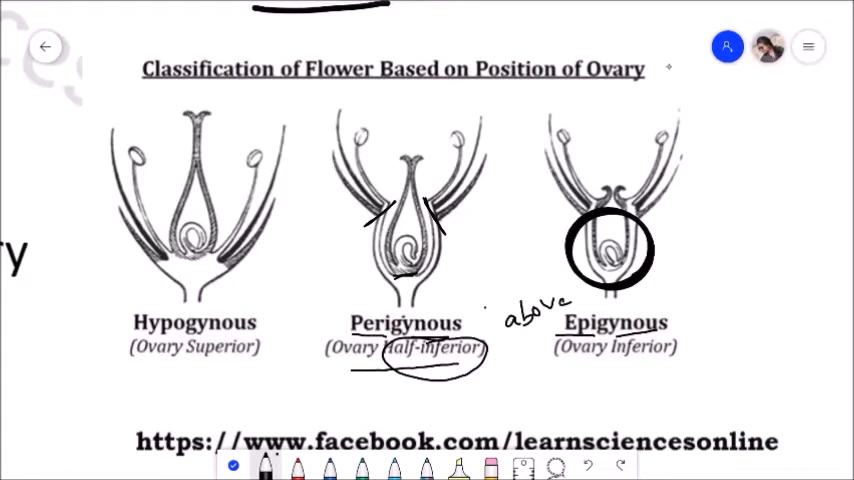 Classification of Flower Based on Position of Ovary
ry
above
Hypogynous Perigynous Epigynous
(Ovary Superior) (Ovary Half-inferior) (Ovary Inferior)
https://www.facebook.com/learnsciencesonline